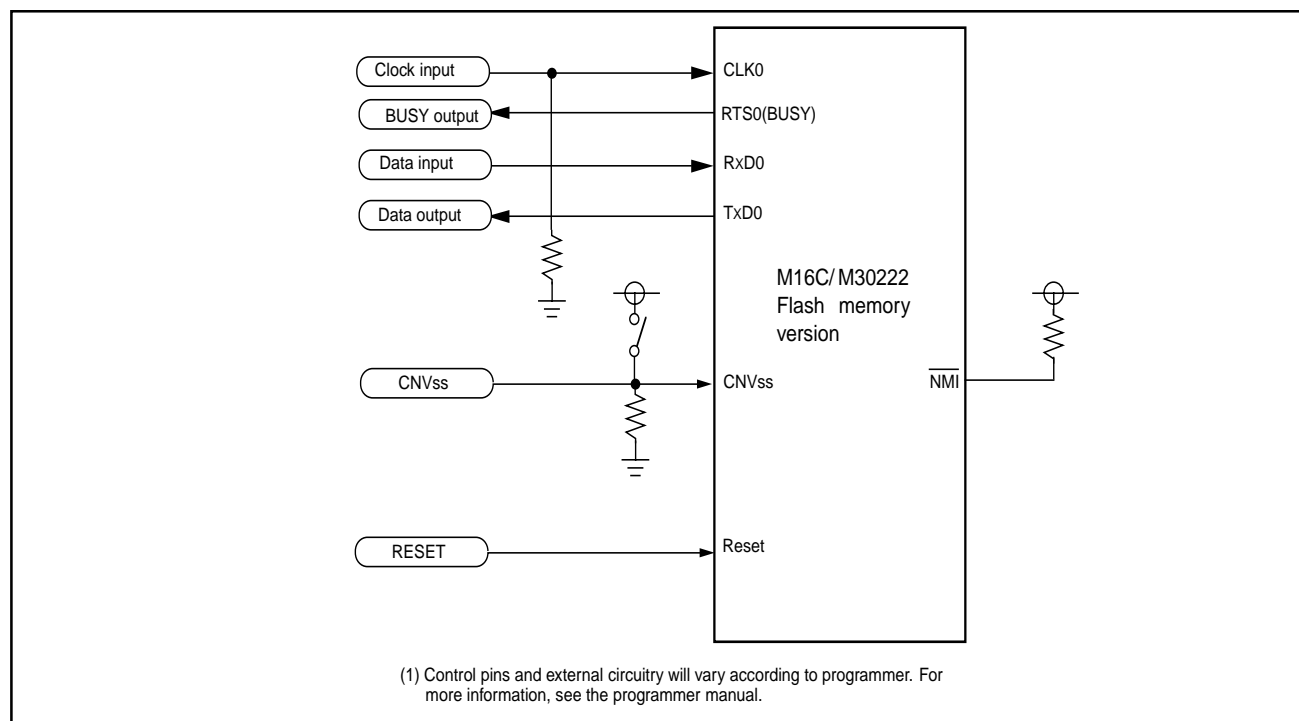 Clock input
CLK0
BUSY output
RTS0(BUSY)
Data input
RxD0
Data output
TxD0
M16C/ M30222
Flash memory
version
CNVss
CNVss
NMI
RESET
Reset
(1) Control pins and external circuitry will vary according to programmer. For
more information, see the programmer manual.